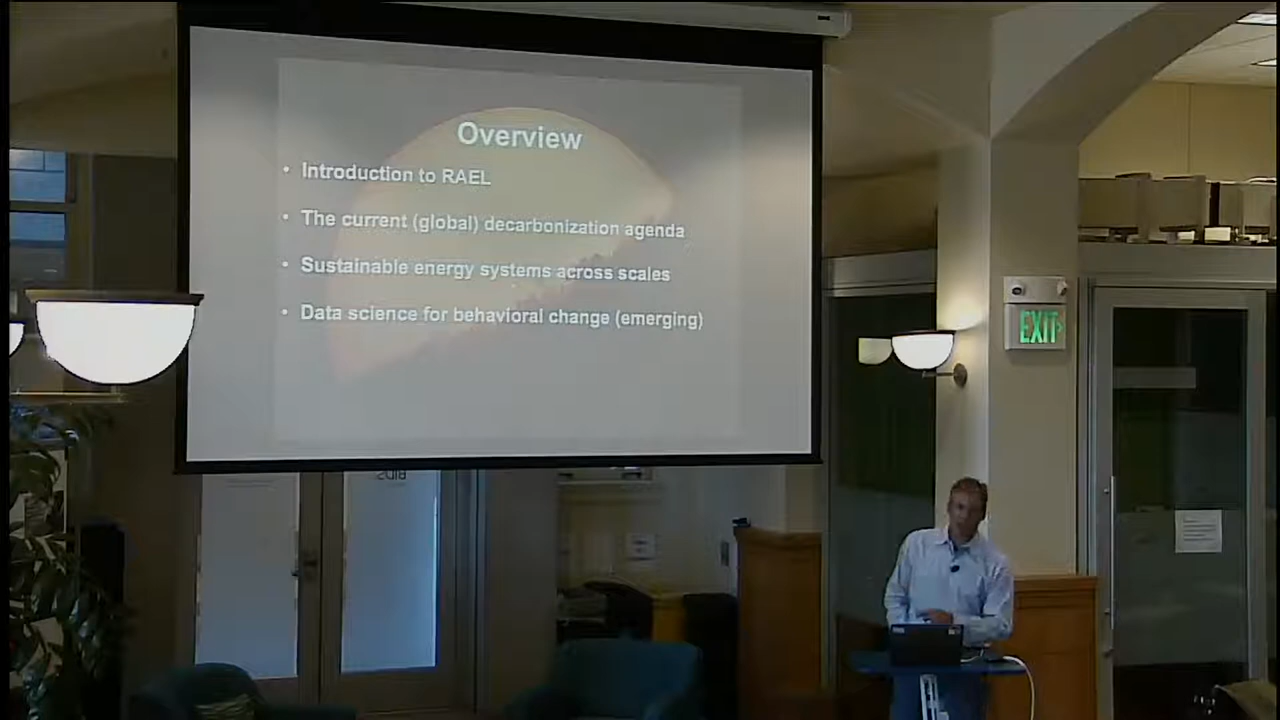 Overview
• Introduction to RAEL
• The current (global) decarbonization agenda
• Sustainable energy systems across scales
• Data science for behavioral change (emerging)
EXIT